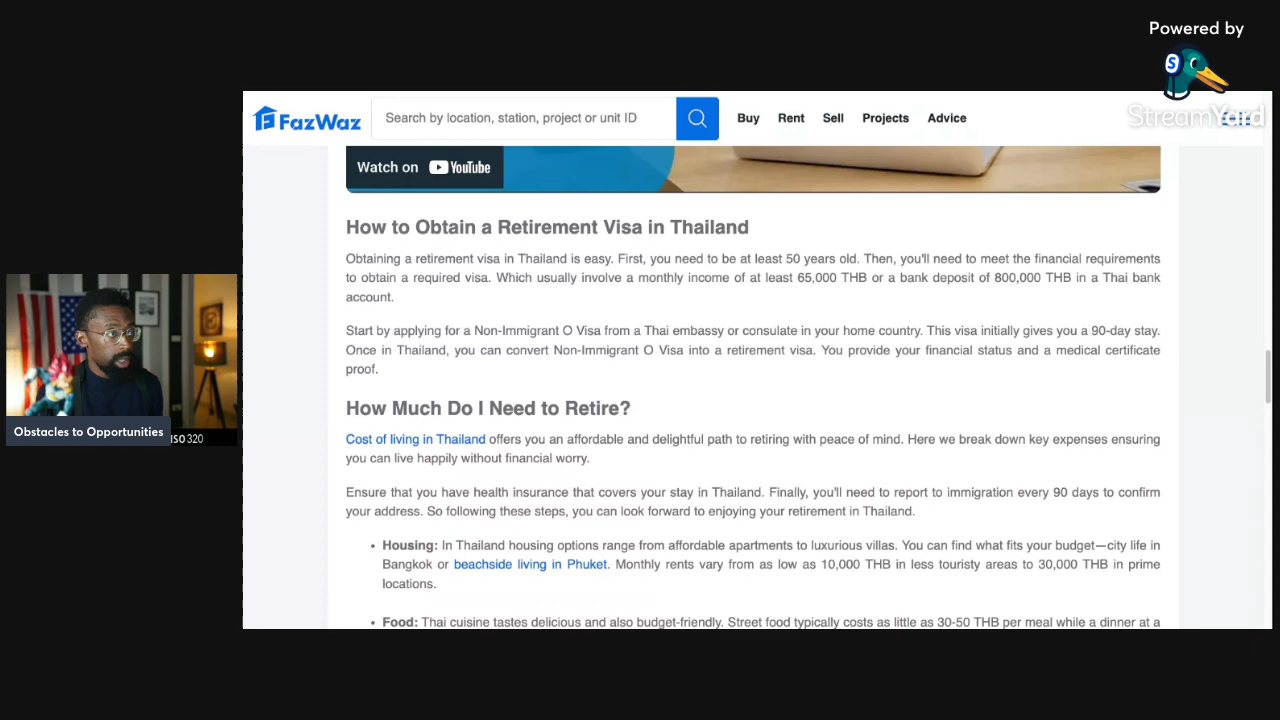 Powered by
S
StreamYard
FazWaz
Search by location, station, project or unit ID
Buy Rent Sell Projects Advice
Watch on YouTube
How to Obtain a Retirement Visa in Thailand
Obtaining a retirement visa in Thailand is easy. First, you need to be at least 50 years old. Then, you'll need to meet the financial requirements
to obtain a required visa. Which usually involve a monthly income of at least 65,000 THB or a bank deposit of 800,000 THB in a Thai bank
account.
Start by applying for a Non-Immigrant O Visa from a Thai embassy or consulate in your home country. This visa initially gives you a 90-day stay.
Once in Thailand, you can convert Non-Immigrant O Visa into a retirement visa. You provide your financial status and a medical certificate
proof.
How Much Do I Need to Retire?
Cost of living in Thailand offers you an affordable and delightful path to retiring with peace of mind. Here we break down key expenses ensuring
you can live happily without financial worry.
Ensure that you have health insurance that covers your stay in Thailand. Finally, you'll need to report to immigration every 90 days to confirm
your address. So following these steps, you can look forward to enjoying your retirement in Thailand.
• Housing: In Thailand housing options range from affordable apartments to luxurious villas. You can find what fits your budget—city life in
Bangkok or beachside living in Phuket. Monthly rents vary from as low as 10,000 THB in less touristy areas to 30,000 THB in prime
locations.
• Food: Thai cuisine tastes delicious and also budget-friendly. Street food typically costs as little as 30-50 THB per meal while a dinner at a
Obstacles to Opportunities
ISO 320